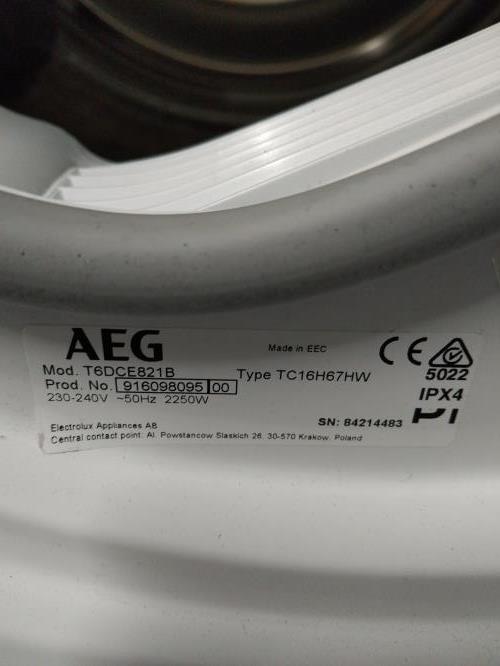 AEG
Made in EEC
CE
Mod. T6DCE821B
Type TC16H67HW
5022
Prod. No. 916098095 00
230-240V ~50Hz 2250W
IPX4
SN: 84214483
Electrolux Appliances AB
Central contact point: Al. Powstancow Slaskich 26, 30-570 Krakow, Poland